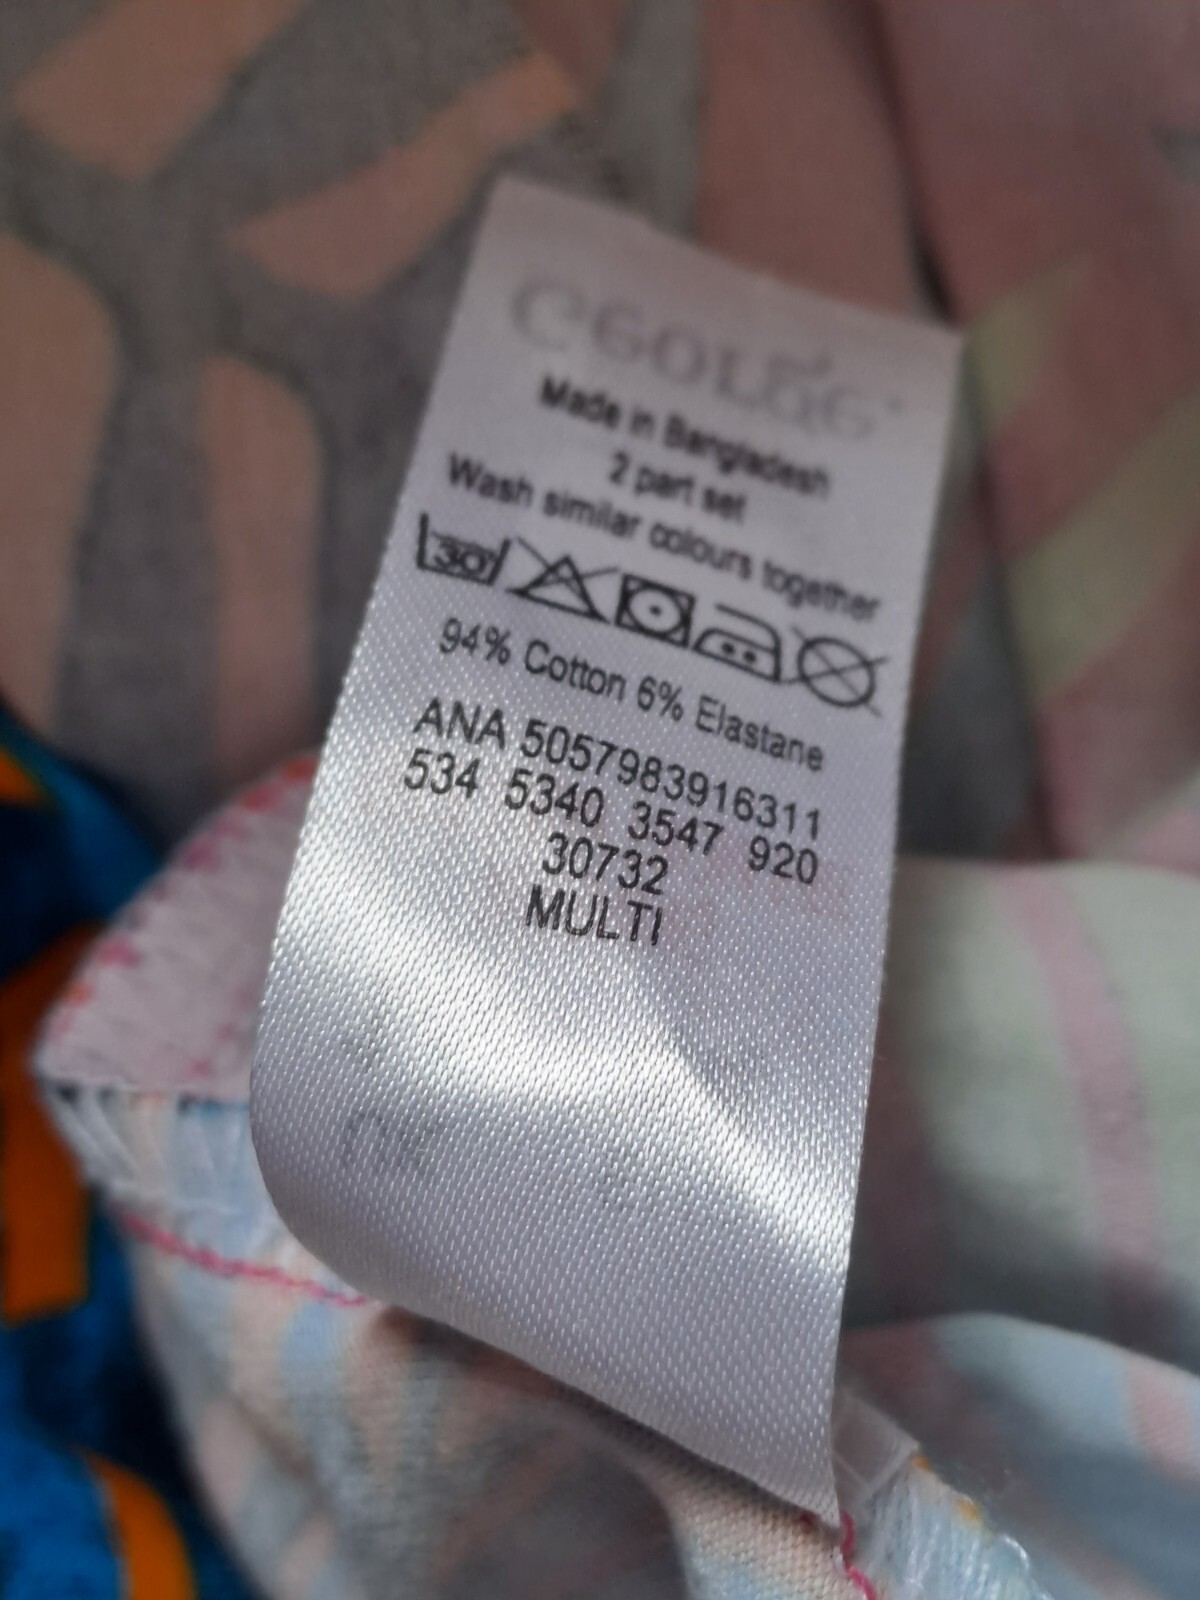 Made in Bangladesh
2 part set
Wash similar colours together
30
94% Cotton 6% Elastane
ANA 5057983916311
534 5340 3547 920
30732
MULTI